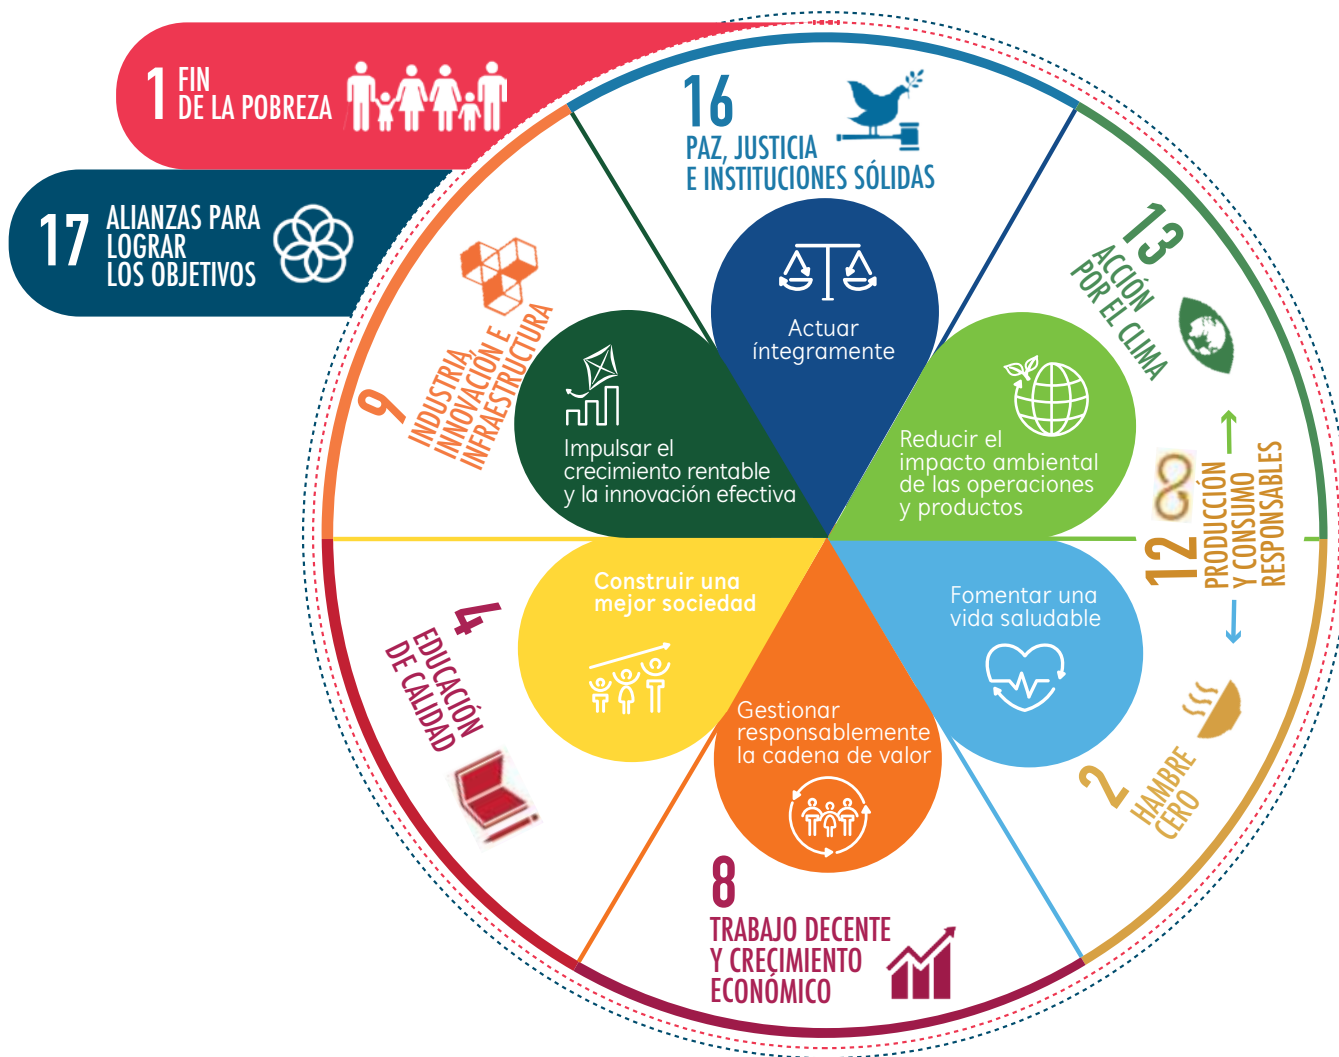 1 FIN
DE LA POBREZA
17 ALIANZAS PARA
LOGRAR
LOS OBJETIVOS
16
PAZ, JUSTICIA
E INSTITUCIONES SÓLIDAS
13
ACCIÓN
POR EL CLIMA
12
PRODUCCIÓN
Y CONSUMO
RESPONSABLES
2
HAMBRE
CERO
8
TRABAJO DECENTE
Y CRECIMIENTO
ECONÓMICO
4
EDUCACIÓN
DE CALIDAD
9
INDUSTRIA,
INNOVACIÓN E
INFRAESTRUCTURA
Actuar
íntegramente
Reducir el
impacto ambiental
de las operaciones
y productos
Fomentar una
vida saludable
Gestionar
responsablemente
la cadena de valor
Construir una
mejor sociedad
Impulsar el
crecimiento rentable
y la innovación efectiva